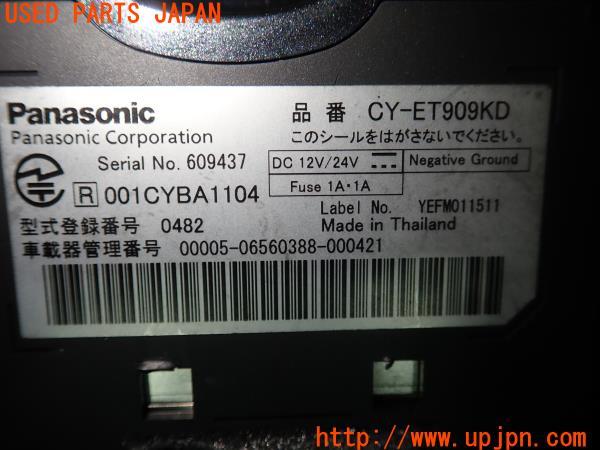 USED PARTS JAPAN
Panasonic
Panasonic Corporation
品番 CY-ET909KD
このシールをはがさないでください。
Serial No. 609437
DC 12V/24V
Negative Ground
Fuse 1A・1A
R 001CYBA1104
Label No. YEFM011511
型式登録番号 0482
Made in Thailand
車載器管理番号 00005-06560388-000421
http://www.upjpn.com/